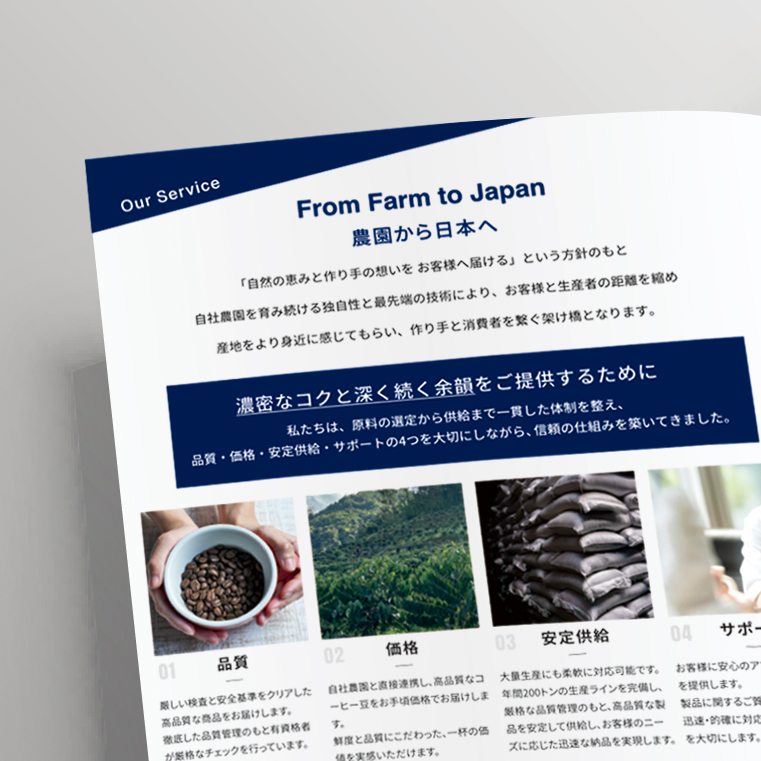 Our Service
From Farm to Japan
農園から日本へ
「自然の恵みと作り手の想いを お客様へ届ける」という方針のもと
自社農園を育み続ける独自性と最先端の技術により、お客様と生産者の距離を縮め
産地をより身近に感じてもらい、作り手と消費者を繋ぐ架け橋となります。
濃密なコクと深く続く余韻をご提供するために
私たちは、原料の選定から供給まで一貫した体制を整え、
品質・価格・安定供給・サポートの4つを大切にしながら、信頼の仕組みを築いてきました。
01 品質
厳しい検査と安全基準をクリアした
高品質な商品をお届けします。
徹底した品質管理のもと有資格者
が厳格なチェックを行っています。
02 価格
自社農園と直接連携し、高品質なコ
ーヒー豆をお手頃価格でお届けしま
す。
鮮度と品質にこだわった、一杯の価
値を実感いただけます。
03 安定供給
大量生産にも柔軟に対応可能です。
年間200トンの生産ラインを完備し、
厳格な品質管理のもと、高品質な製
品を安定して供給し、お客様のニー
ズに応じた迅速な納品を実現します。
04 サポー
お客様に安心のア
を提供します。
製品に関するご質
迅速・的確に対応
を大切にします。